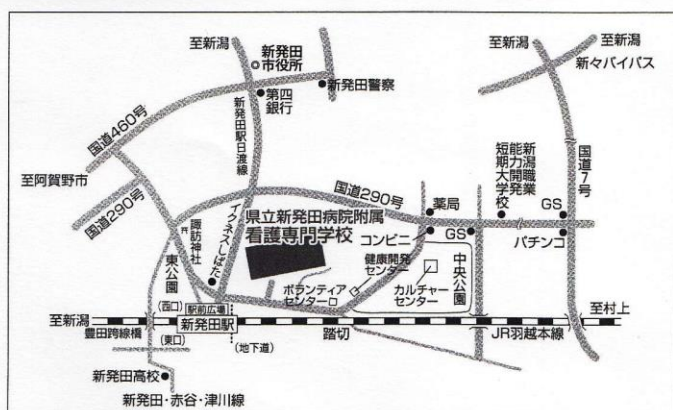 至新潟
新発田
市役所
至新潟
至新潟
新々バイパス
新発田警察
第四
銀行
新発田駅日渡線
国道460号
至阿賀野市
国道290号
国道290号
国道7号
新潟職業
能力開発
短期大学校
薬局
GS
GS
コンビニ
パチンコ
諏訪神社
イクネスしばた
県立新発田病院附属
看護専門学校
東公園
健康開発
センター
ボランティア
センター
カルチャー
センター
中央公園
(西口)
駅前広場
至新潟
新発田駅
踏切
JR羽越本線
至村上
豊田跨線橋
(東口)
(地下道)
新発田高校
新発田・赤谷・津川線